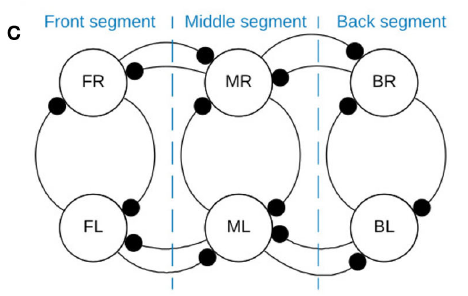 C
Front segment Middle segment Back segment
FR MR BR
FL ML BL